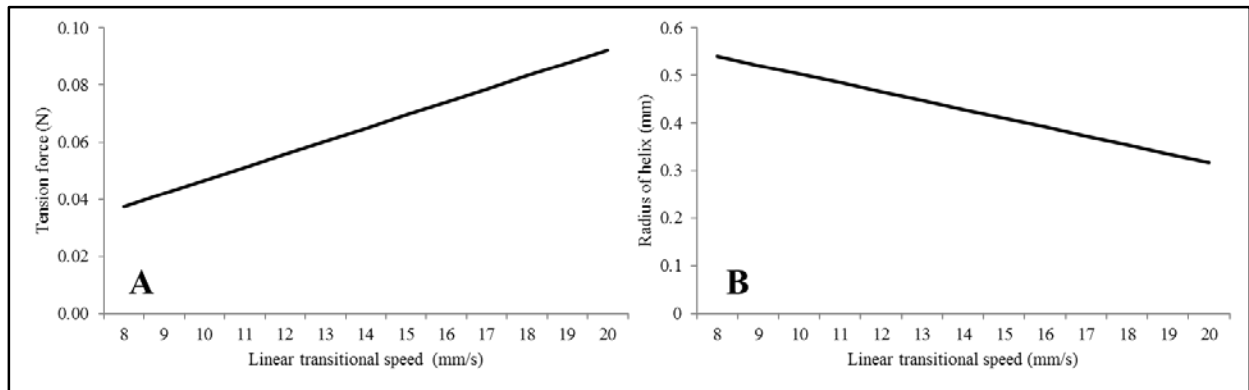 0.10
0.08
0.06
0.04
0.02
0.00
Tension force (N)
A
8 9 10 11 12 13 14 15 16 17 18 19 20
Linear transitional speed (mm/s)
0.6
0.5
0.4
0.3
0.2
0.1
0
Radius of helix (mm)
B
8 9 10 11 12 13 14 15 16 17 18 19 20
Linear transitional speed (mm/s)